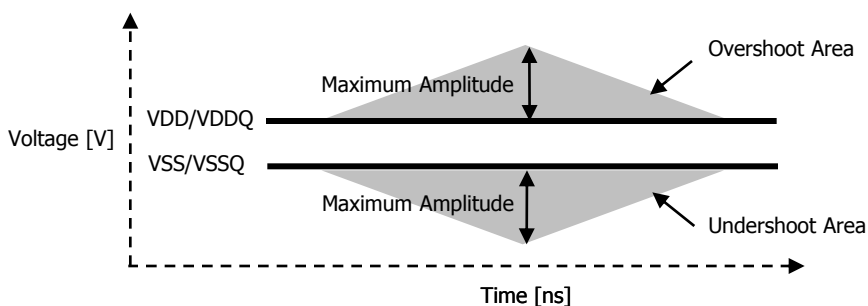 Overshoot Area
Maximum Amplitude
VDD/VDDQ
Voltage [V]
VSS/VSSQ
Maximum Amplitude
Undershoot Area
Time [ns]